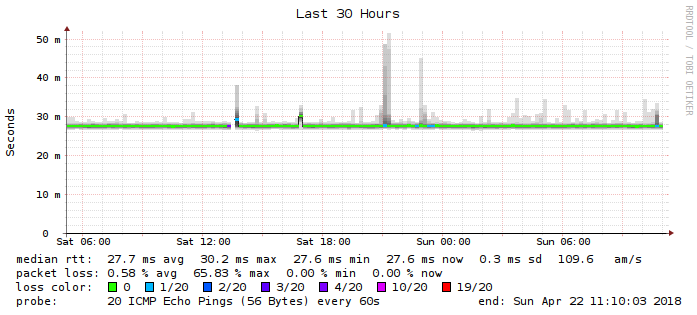 Last 30 Hours
RRDTOOL / TOBI OETIKER
Seconds
50 m
40 m
30 m
20 m
10 m
0
Sat 06:00 Sat 12:00 Sat 18:00 Sun 00:00 Sun 06:00
median rtt: 27.7 ms avg 30.2 ms max 27.6 ms min 27.6 ms now 0.3 ms sd 109.6 am/s
packet loss: 0.58 % avg 65.83 % max 0.00 % min 0.00 % now
loss color: 0 1/20 2/20 3/20 4/20 10/20 19/20
probe: 20 ICMP Echo Pings (56 Bytes) every 60s end: Sun Apr 22 11:10:03 2018